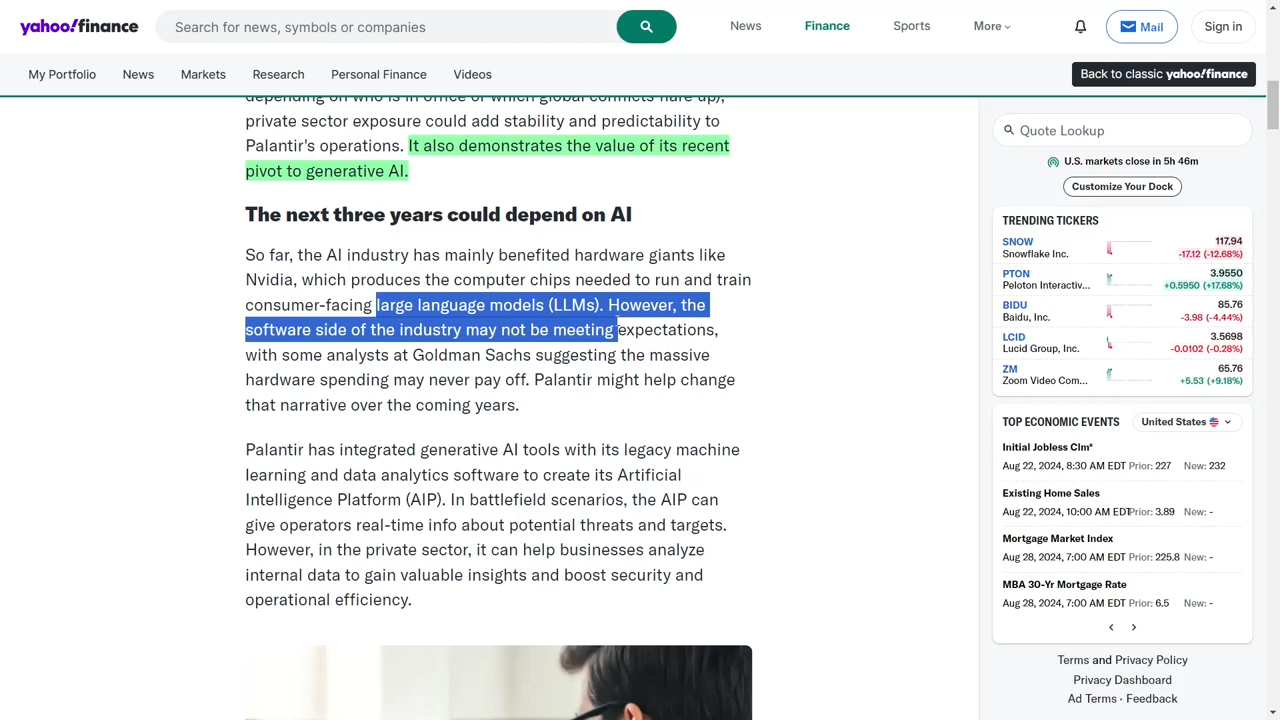 yahoo!finance
Search for news, symbols or companies
News
Finance
Sports
More
Mail
Sign in
My Portfolio
News
Markets
Research
Personal Finance
Videos
Back to classic yahoo!finance
depending on who is in office or which global conflicts flare up),
private sector exposure could add stability and predictability to
Palantir's operations. It also demonstrates the value of its recent
pivot to generative AI.
The next three years could depend on AI
So far, the AI industry has mainly benefited hardware giants like
Nvidia, which produces the computer chips needed to run and train
consumer-facing large language models (LLMs). However, the
software side of the industry may not be meeting expectations,
with some analysts at Goldman Sachs suggesting the massive
hardware spending may never pay off. Palantir might help change
that narrative over the coming years.
Palantir has integrated generative AI tools with its legacy machine
learning and data analytics software to create its Artificial
Intelligence Platform (AIP). In battlefield scenarios, the AIP can
give operators real-time info about potential threats and targets.
However, in the private sector, it can help businesses analyze
internal data to gain valuable insights and boost security and
operational efficiency.
Quote Lookup
U.S. markets close in 5h 46m
Customize Your Dock
TRENDING TICKERS
SNOW 117.94
Snowflake Inc. -17.12 (-12.68%)
PTON 3.9550
Peloton Interactiv... +0.5950 (+17.68%)
BIDU 85.76
Baidu, Inc. -3.98 (-4.44%)
LCID 3.5698
Lucid Group, Inc. -0.0102 (-0.28%)
ZM 65.76
Zoom Video Com... +5.53 (+9.18%)
TOP ECONOMIC EVENTS United States
Initial Jobless Clm*
Aug 22, 2024, 8:30 AM EDT Prior: 227 New: 232
Existing Home Sales
Aug 22, 2024, 10:00 AM EDT Prior: 3.89 New: -
Mortgage Market Index
Aug 28, 2024, 7:00 AM EDT Prior: 225.8 New: -
MBA 30-Yr Mortgage Rate
Aug 28, 2024, 7:00 AM EDT Prior: 6.5 New: -
Terms and Privacy Policy
Privacy Dashboard
Ad Terms · Feedback